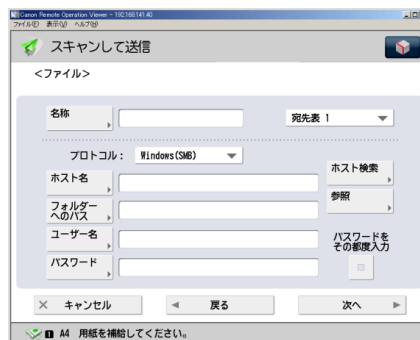 Canon Remote Operation Viewer - 192.168.141.40
ファイル(F) 表示(V) ヘルプ(H)
スキャンして送信
<ファイル>
名称
宛先表 1
プロトコル: Windows(SMB)
ホスト検索
ホスト名
参照
フォルダー
へのパス
ユーザー名
パスワードを
その都度入力
パスワード
キャンセル
戻る
次へ
1 A4 用紙を補給してください。